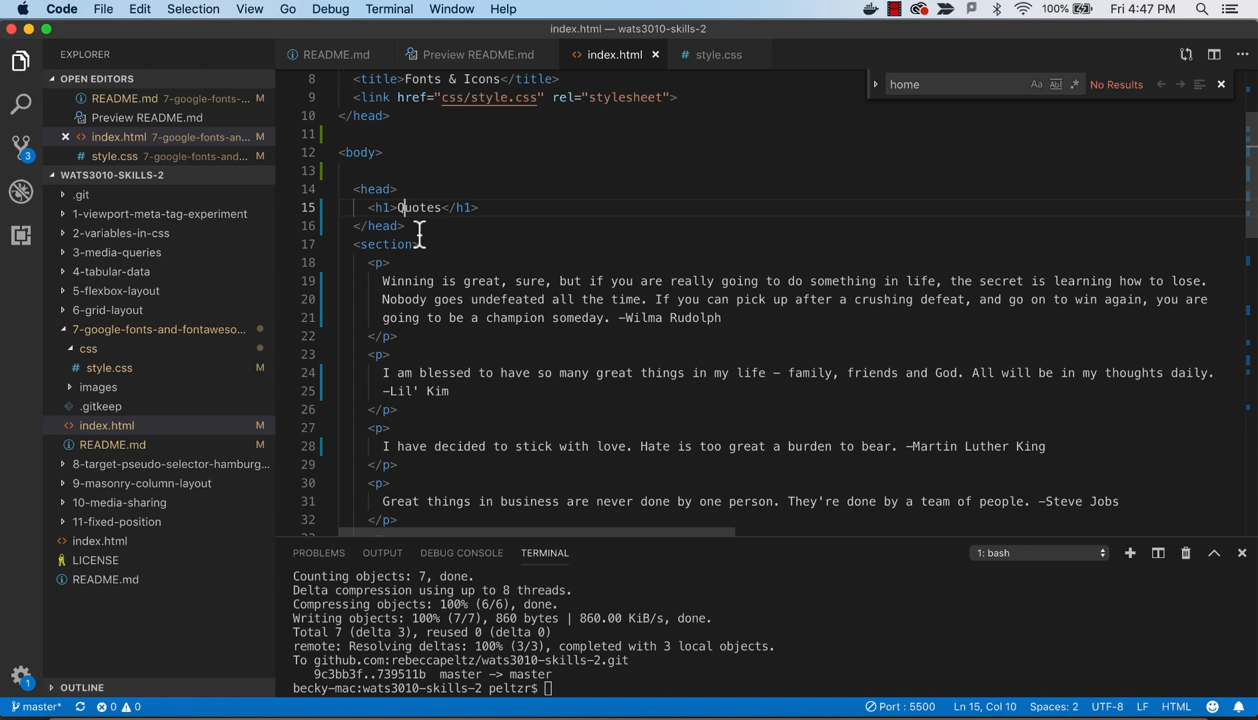 Code File Edit Selection View Go Debug Terminal Window Help 100% Fri 4:47 PM
index.html — wats3010-skills-2
EXPLORER
README.md Preview README.md <> index.html # style.css
OPEN EDITORS
README.md 7-google-fonts-... M
Preview README.md
<> index.html 7-google-fonts-an... M
# style.css 7-google-fonts-and... M
WATS3010-SKILLS-2
.git
1-viewport-meta-tag-experiment
2-variables-in-css
3-media-queries
4-tabular-data
5-flexbox-layout
6-grid-layout
7-google-fonts-and-fontaweso...
css
# style.css M
images
.gitkeep
<> index.html M
README.md M
8-target-pseudo-selector-hamburg...
9-masonry-column-layout
10-media-sharing
11-fixed-position
<> index.html
LICENSE
README.md
OUTLINE
home Aa Abl .* No Results
8 <title>Fonts & Icons</title>
9 <link href="css/style.css" rel="stylesheet">
10 </head>
11
12 <body>
13
14 <head>
15 <h1>Quotes</h1>
16 </head>
17 <section>
18 <p>
19 Winning is great, sure, but if you are really going to do something in life, the secret is learning how to lose.
20 Nobody goes undefeated all the time. If you can pick up after a crushing defeat, and go on to win again, you are
21 going to be a champion someday. –Wilma Rudolph
22 </p>
23 <p>
24 I am blessed to have so many great things in my life – family, friends and God. All will be in my thoughts daily.
25 –Lil' Kim
26 </p>
27 <p>
28 I have decided to stick with love. Hate is too great a burden to bear. –Martin Luther King
29 </p>
30 <p>
31 Great things in business are never done by one person. They're done by a team of people. –Steve Jobs
32 </p>
PROBLEMS OUTPUT DEBUG CONSOLE TERMINAL 1: bash
Counting objects: 7, done.
Delta compression using up to 8 threads.
Compressing objects: 100% (6/6), done.
Writing objects: 100% (7/7), 860 bytes | 860.00 KiB/s, done.
Total 7 (delta 3), reused 0 (delta 0)
remote: Resolving deltas: 100% (3/3), completed with 3 local objects.
To github.com:rebeccapeltz/wats3010-skills-2.git
9c3bb3f..739511b master -> master
becky-mac:wats3010-skills-2 peltzr$
3
1
master* 0 0 Port : 5500 Ln 15, Col 10 Spaces: 2 UTF-8 LF HTML